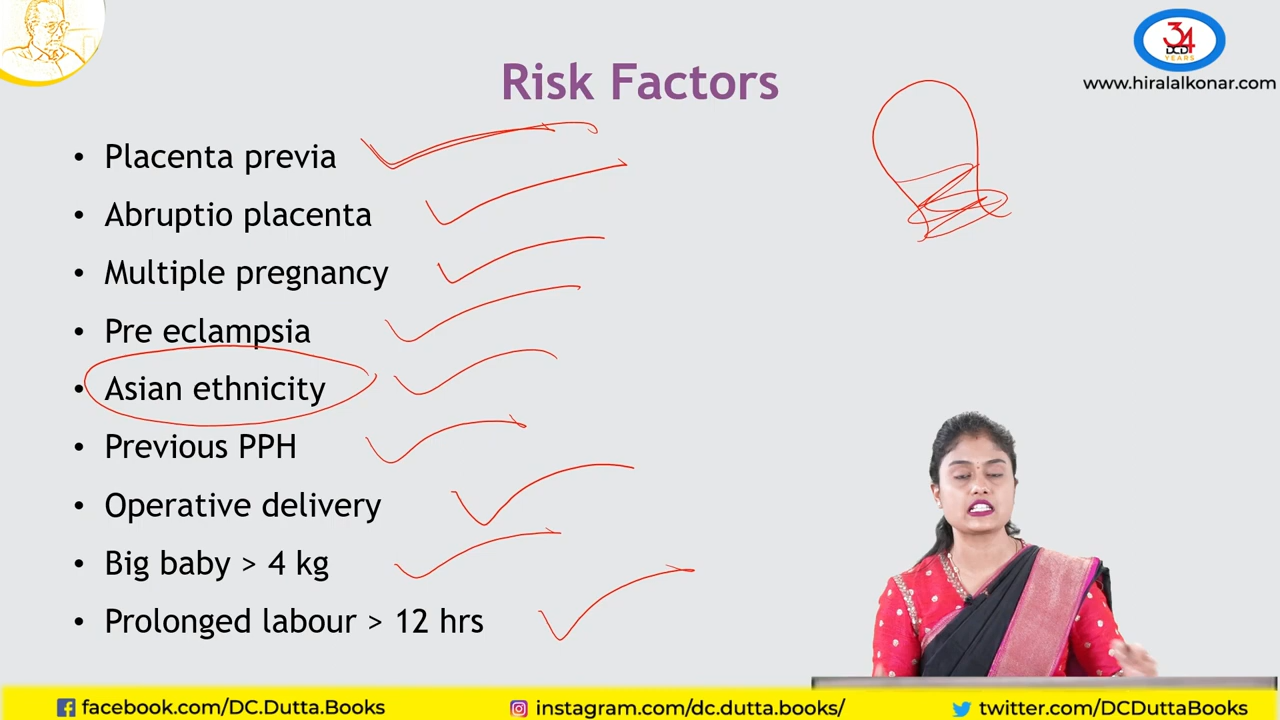 34
DCD
YEARS
www.hiralalkonar.com
Risk Factors
• Placenta previa
• Abruptio placenta
• Multiple pregnancy
• Pre eclampsia
• Asian ethnicity
• Previous PPH
• Operative delivery
• Big baby > 4 kg
• Prolonged labour > 12 hrs
facebook.com/DC.Dutta.Books
instagram.com/dc.dutta.books/
twitter.com/DCDuttaBooks